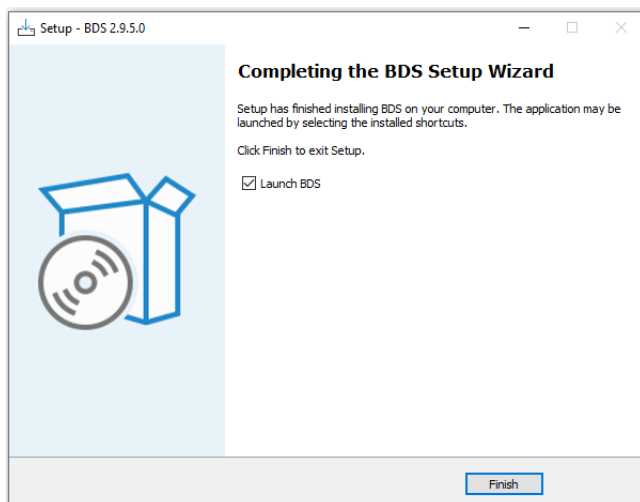 Setup - BDS 2.9.5.0
Completing the BDS Setup Wizard
Setup has finished installing BDS on your computer. The application may be
launched by selecting the installed shortcuts.
Click Finish to exit Setup.
Launch BDS
Finish